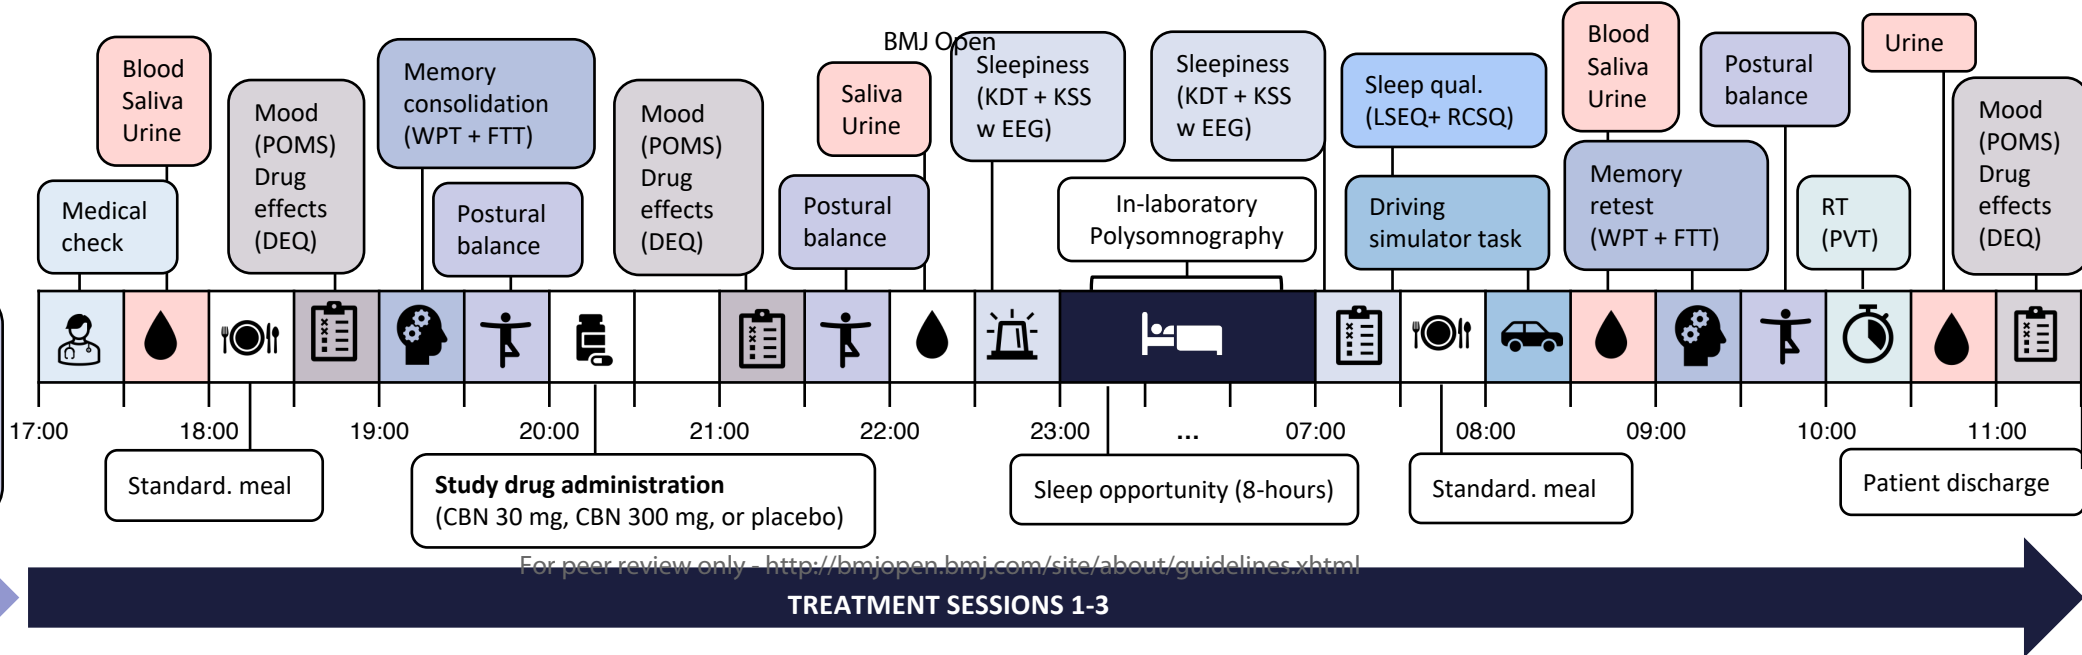 BMJ Open
Blood
Saliva
Urine
Medical
check
Mood
(POMS)
Drug
effects
(DEQ)
Memory
consolidation
(WPT + FTT)
Postural
balance
Mood
(POMS)
Drug
effects
(DEQ)
Saliva
Urine
Postural
balance
Sleepiness
(KDT + KSS
w EEG)
Sleepiness
(KDT + KSS
w EEG)
In-laboratory
Polysomnography
Sleep qual.
(LSEQ+ RCSQ)
Driving
simulator task
Blood
Saliva
Urine
Memory
retest
(WPT + FTT)
Postural
balance
RT
(PVT)
Urine
Mood
(POMS)
Drug
effects
(DEQ)
17:00 18:00 19:00 20:00 21:00 22:00 23:00 ... 07:00 08:00 09:00 10:00 11:00
Standard. meal
Study drug administration
(CBN 30 mg, CBN 300 mg, or placebo)
Sleep opportunity (8-hours)
Standard. meal
Patient discharge
For peer review only - http://bmjopen.bmj.com/site/about/guidelines.xhtml
TREATMENT SESSIONS 1-3